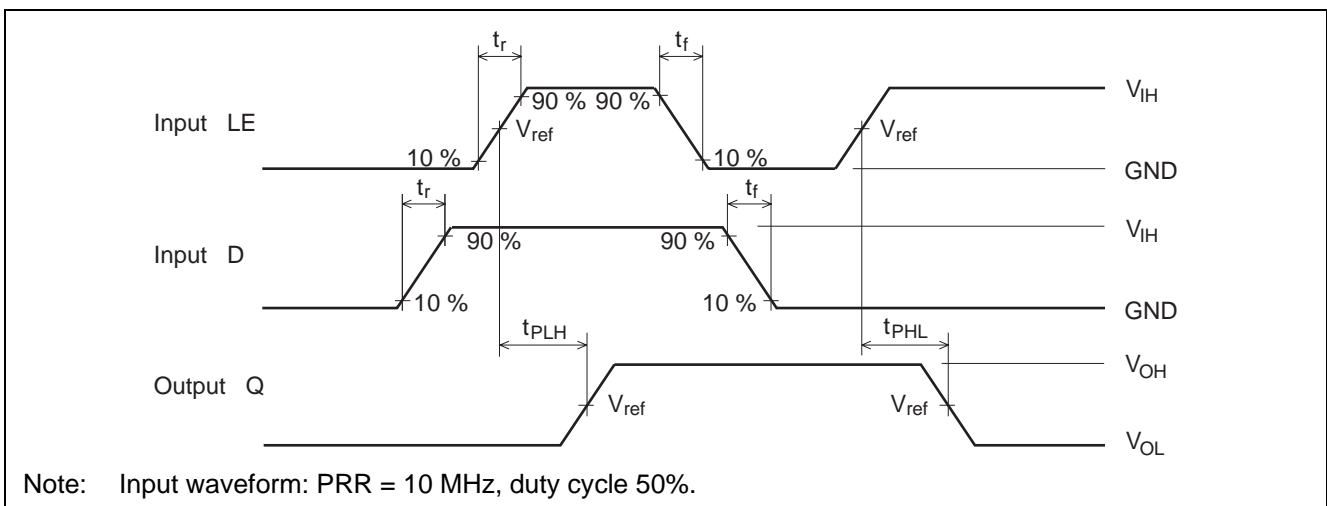 tr tf
VIH
90 % 90 %
Input LE
Vref Vref
10 % 10 %
GND
tr tf
VIH
90 % 90 %
Input D
10 % 10 %
GND
tPLH tPHL
VOH
Output Q
Vref Vref
VOL
Note: Input waveform: PRR = 10 MHz, duty cycle 50%.